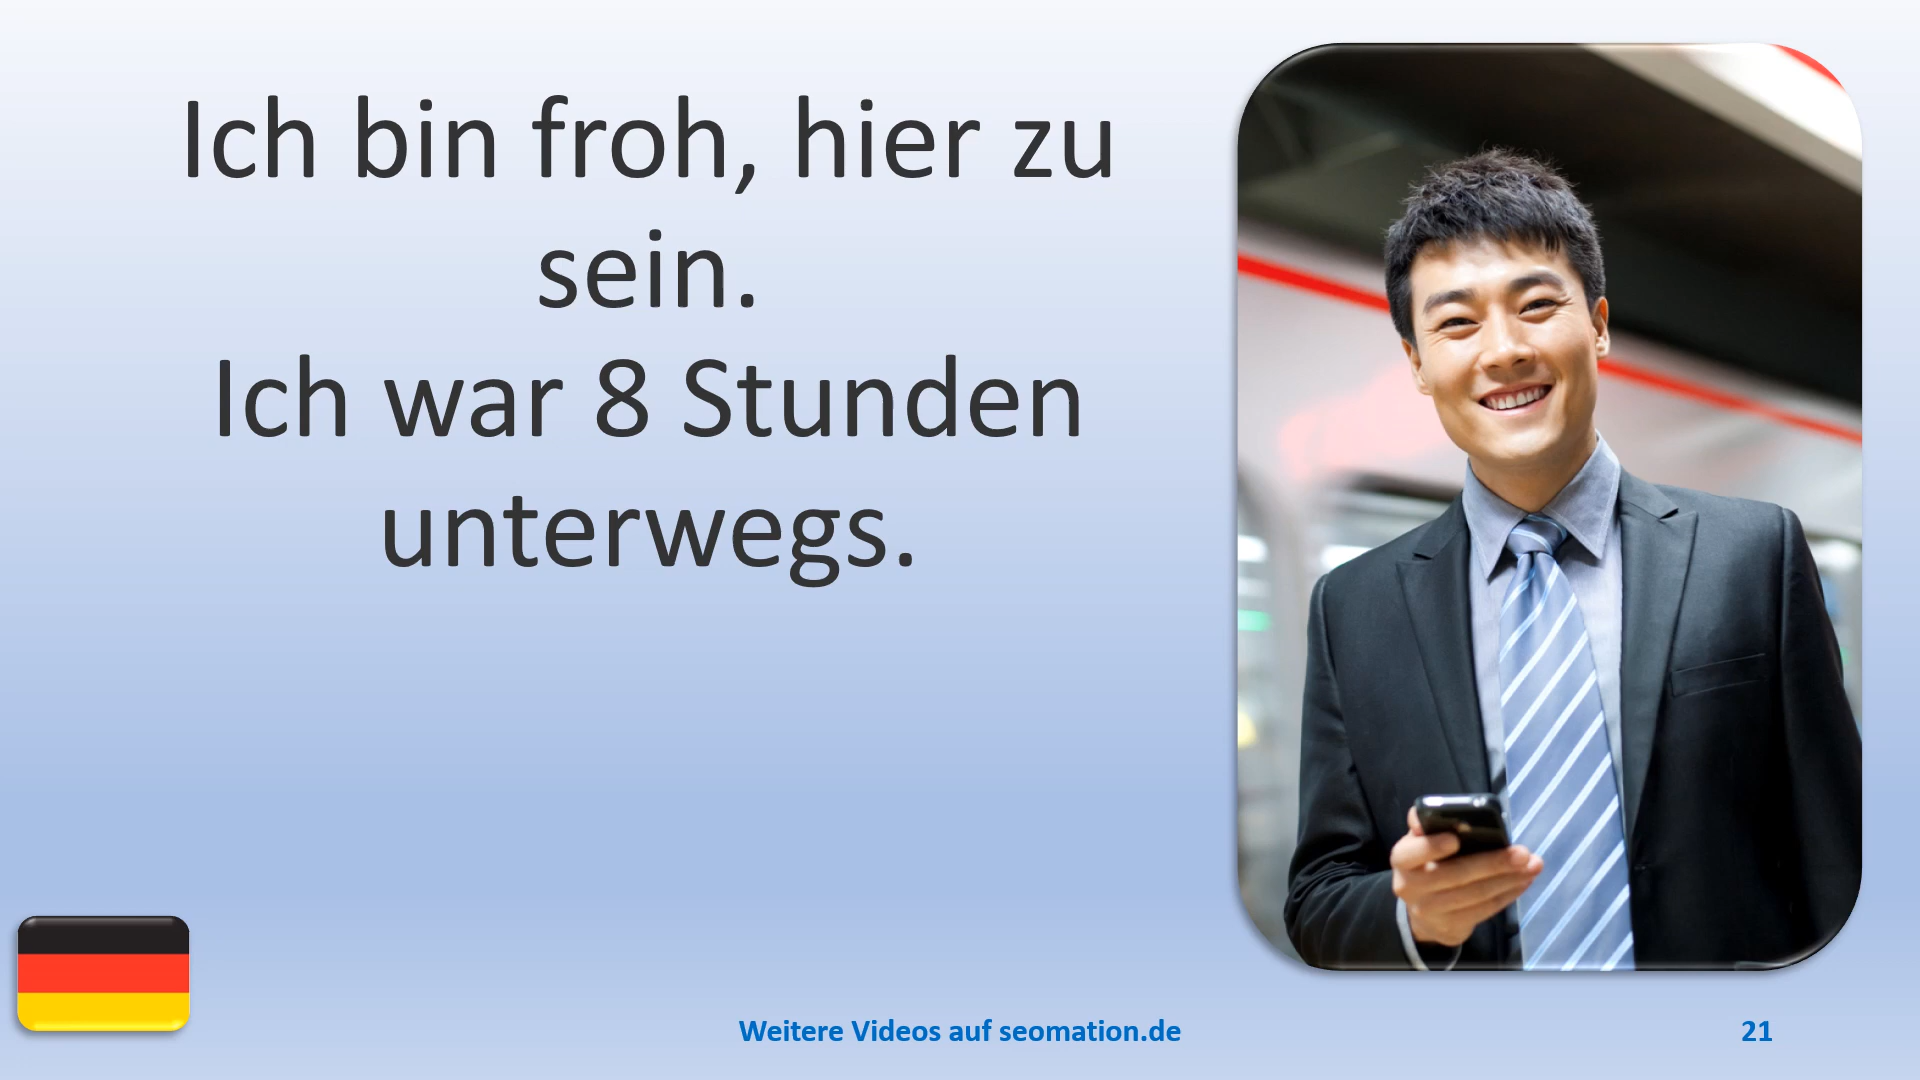 Ich bin froh, hier zu
sein.
Ich war 8 Stunden
unterwegs.
Weitere Videos auf seomation.de
21